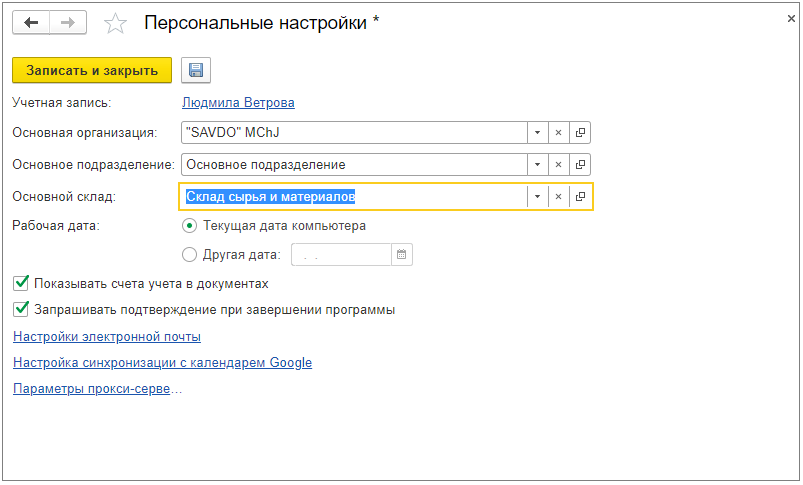 Персональные настройки *
Записать и закрыть
Учетная запись: Людмила Ветрова
Основная организация: "SAVDO" MChJ
Основное подразделение: Основное подразделение
Основной склад: Склад сырья и материалов
Рабочая дата: Текущая дата компьютера
Другая дата: . .
Показывать счета учета в документах
Запрашивать подтверждение при завершении программы
Настройки электронной почты
Настройка синхронизации с календарем Google
Параметры прокси-серве...